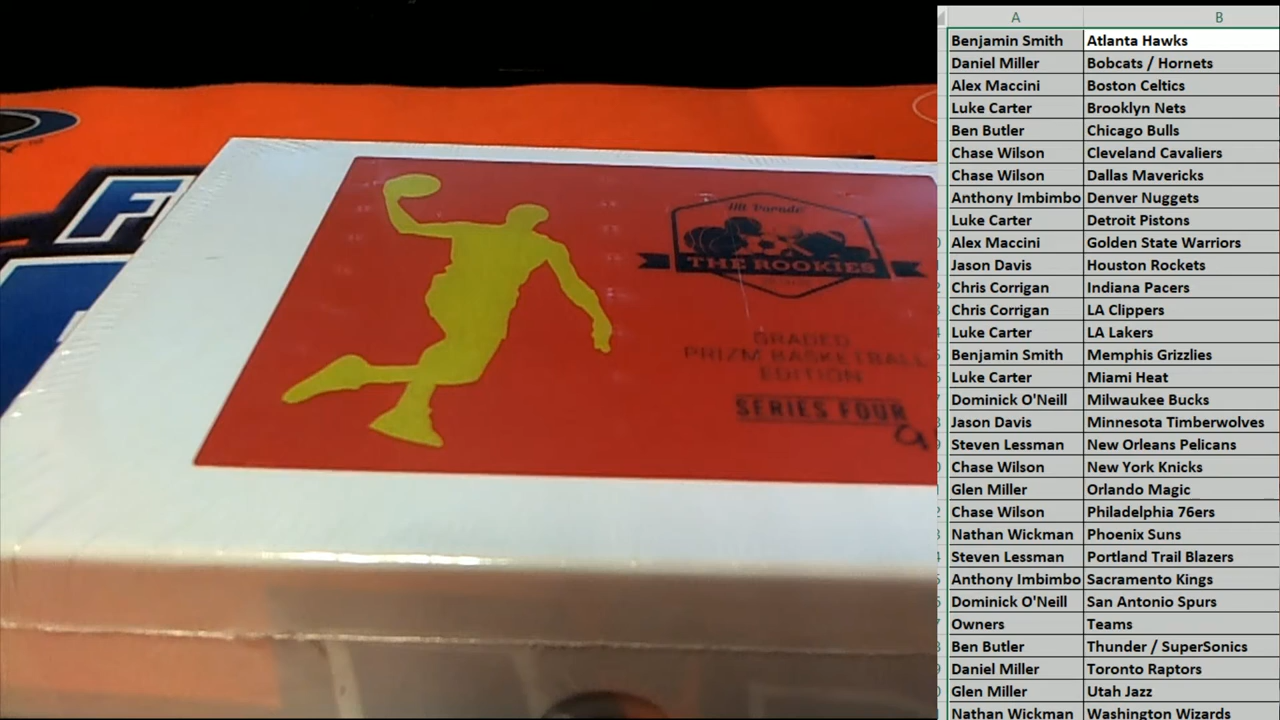 Hit Parade
THE ROOKIES
GRADED
PRIZM BASKETBALL
EDITION
SERIES FOUR
A B
Benjamin Smith Atlanta Hawks
Daniel Miller Bobcats / Hornets
Alex Maccini Boston Celtics
Luke Carter Brooklyn Nets
Ben Butler Chicago Bulls
Chase Wilson Cleveland Cavaliers
Chase Wilson Dallas Mavericks
Anthony Imbimbo Denver Nuggets
Luke Carter Detroit Pistons
Alex Maccini Golden State Warriors
Jason Davis Houston Rockets
Chris Corrigan Indiana Pacers
Chris Corrigan LA Clippers
Luke Carter LA Lakers
Benjamin Smith Memphis Grizzlies
Luke Carter Miami Heat
Dominick O'Neill Milwaukee Bucks
Jason Davis Minnesota Timberwolves
Steven Lessman New Orleans Pelicans
Chase Wilson New York Knicks
Glen Miller Orlando Magic
Chase Wilson Philadelphia 76ers
Nathan Wickman Phoenix Suns
Steven Lessman Portland Trail Blazers
Anthony Imbimbo Sacramento Kings
Dominick O'Neill San Antonio Spurs
Owners Teams
Ben Butler Thunder / SuperSonics
Daniel Miller Toronto Raptors
Glen Miller Utah Jazz
Nathan Wickman Washington Wizards